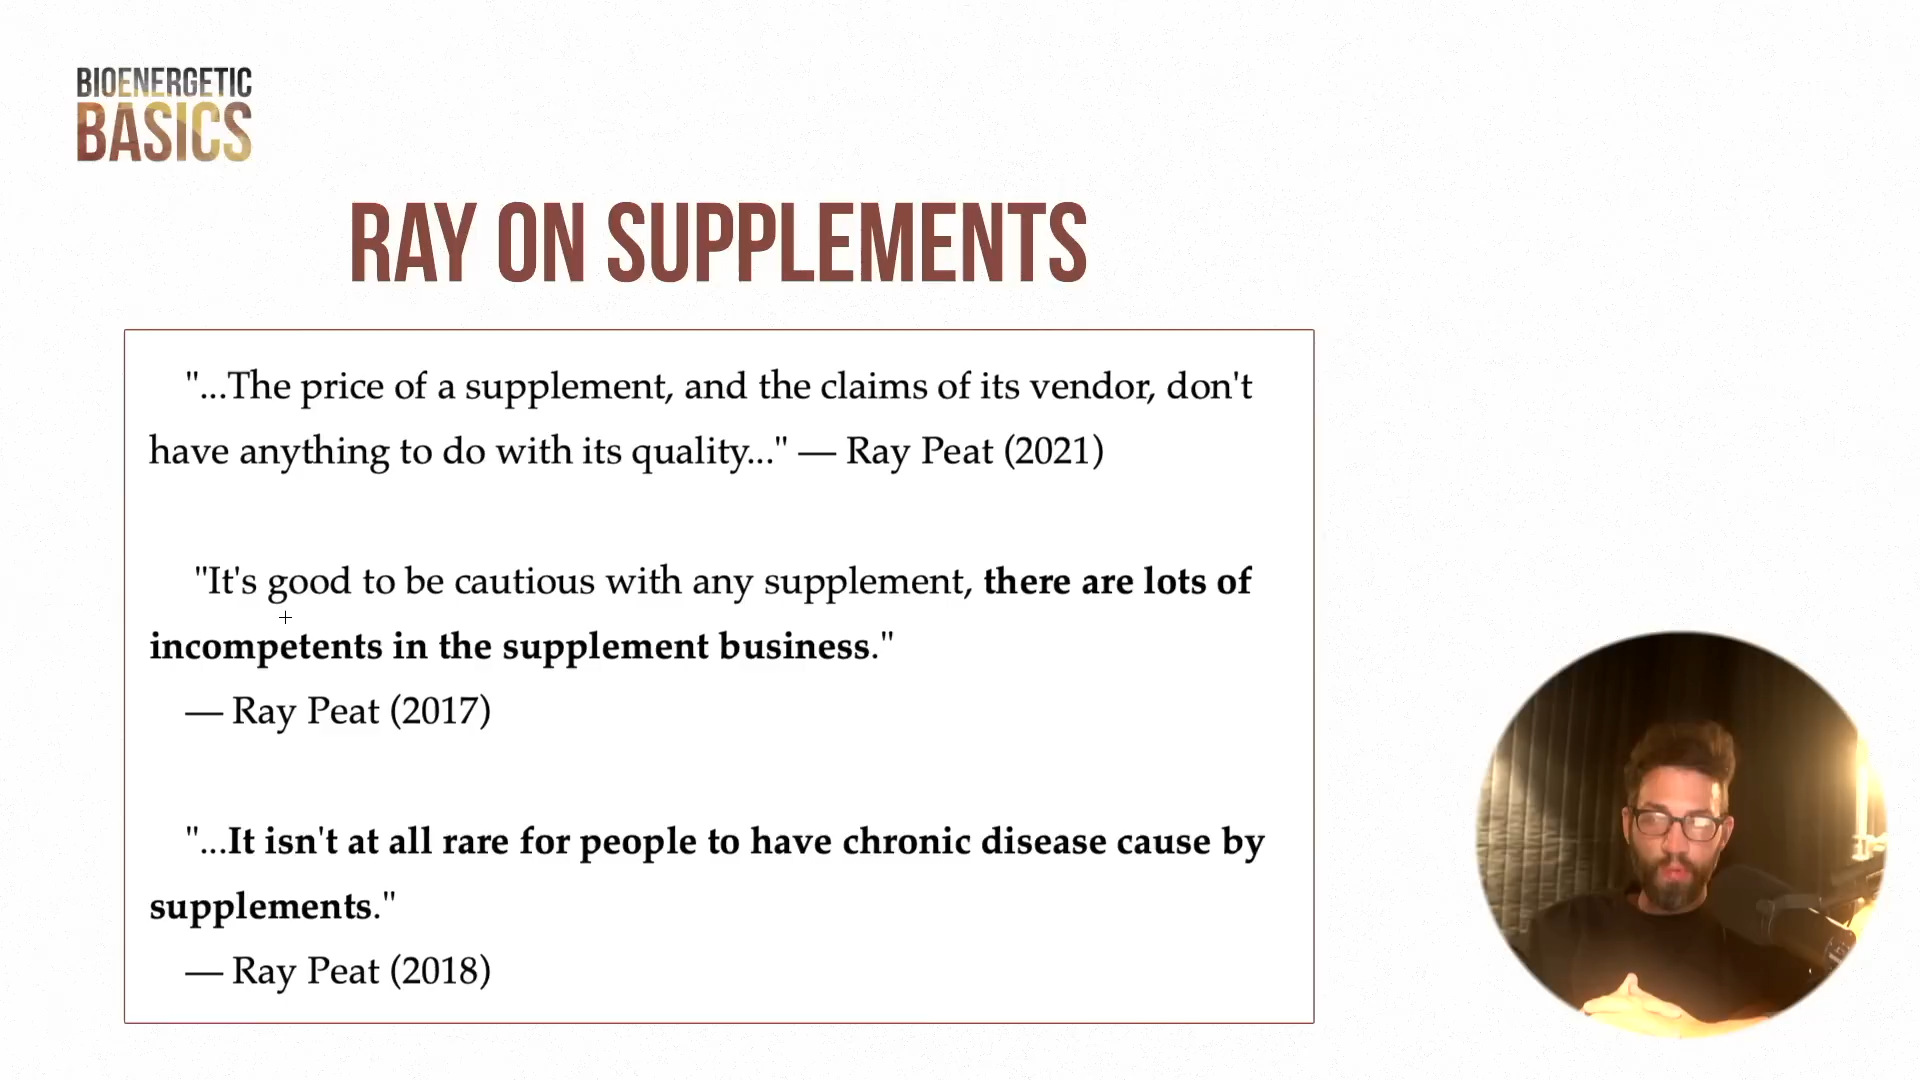 BIOENERGETIC
BASICS
RAY ON SUPPLEMENTS
"...The price of a supplement, and the claims of its vendor, don't
have anything to do with its quality..." — Ray Peat (2021)
"It's good to be cautious with any supplement, there are lots of
incompetents in the supplement business."
— Ray Peat (2017)
"...It isn't at all rare for people to have chronic disease cause by
supplements."
— Ray Peat (2018)